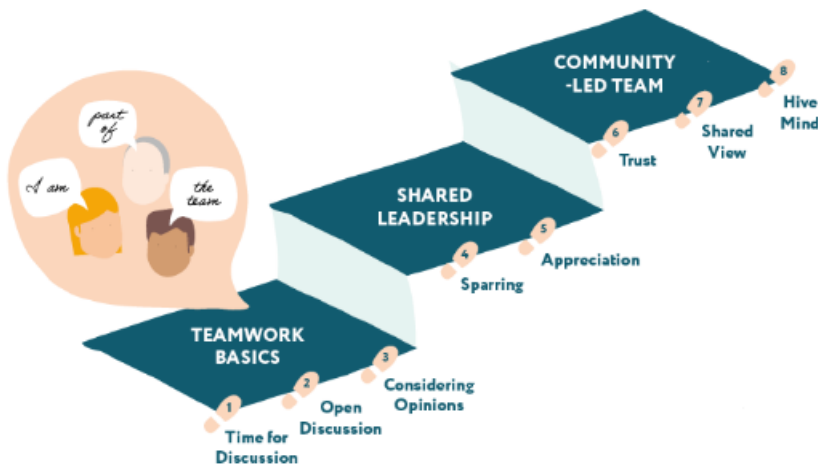 part
of
I am
the
team
COMMUNITY
-LED TEAM
8
Hive
Mind
7
Shared
View
6
Trust
SHARED
LEADERSHIP
5
Appreciation
4
Sparring
TEAMWORK
BASICS
3
Considering
Opinions
2
Open
Discussion
1
Time for
Discussion